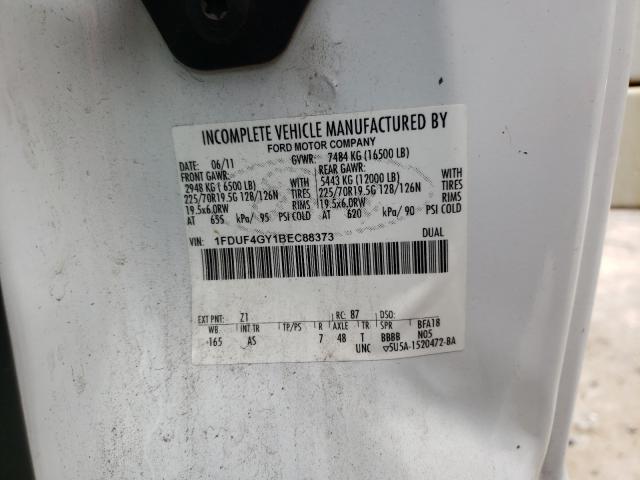 INCOMPLETE VEHICLE MANUFACTURED BY
FORD MOTOR COMPANY
DATE: 06/11 GVWR: 7484 KG (16500 LB)
FRONT GAWR: REAR GAWR:
2948 KG ( 6500 LB) 5443 KG (12000 LB)
225/70R19.5G 128/126N TIRES 225/70R19.5G 128/126N TIRES
19.5x6.0RW RIMS 19.5x6.0RW RIMS
AT 655 kPa/ 95 PSI COLD AT 620 kPa/ 90 PSI COLD
VIN: 1FDUF4GY1BEC88373 DUAL
EXT PNT: Z1 RC: 87 DSO:
WB INT TR TP/PS R AXLE TR SPR BFA18
165 AS 7 48 T BBBB N05
UNC ▽5U5A-1520472-BA